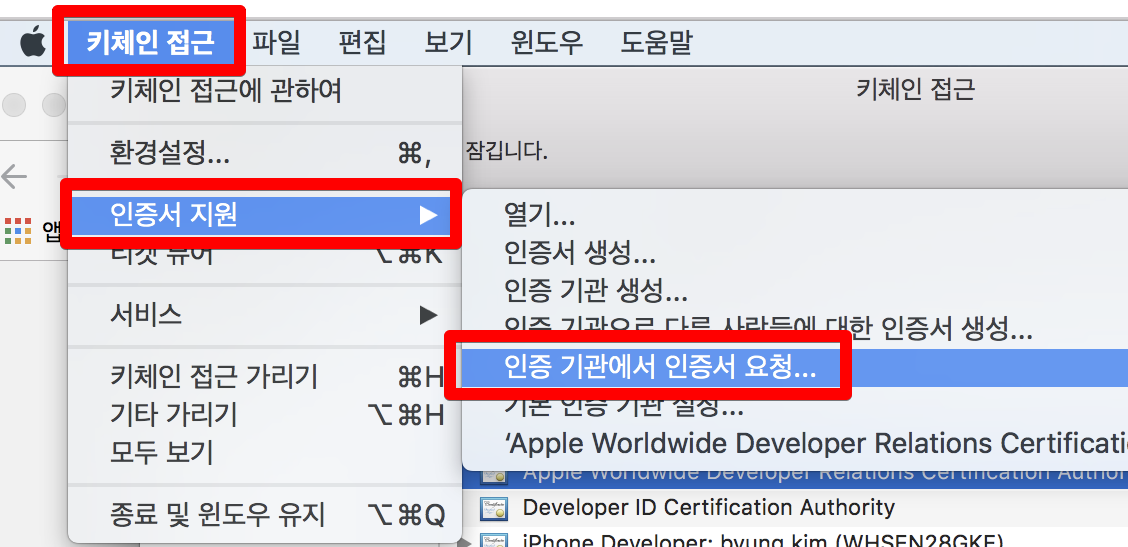 키체인 접근 파일 편집 보기 윈도우 도움말
키체인 접근에 관하여
키체인 접근
환경설정... ⌘,
잠깁니다.
인증서 지원 ▶
앱
티켓 뷰어 ⌥⌘K
서비스 ▶
키체인 접근 가리기 ⌘H
기타 가리기 ⌥⌘H
모두 보기
종료 및 윈도우 유지 ⌥⌘Q
열기...
인증서 생성...
인증 기관 생성...
인증 기관으로 다른 사람들에 대한 인증서 생성...
인증 기관에서 인증서 요청...
기본 인증 기관 설정...
‘Apple Worldwide Developer Relations Certificati
Apple Worldwide Developer Relations Certification Author
Developer ID Certification Authority
iPhone Developer: byung kim (WHSEN28GKE)